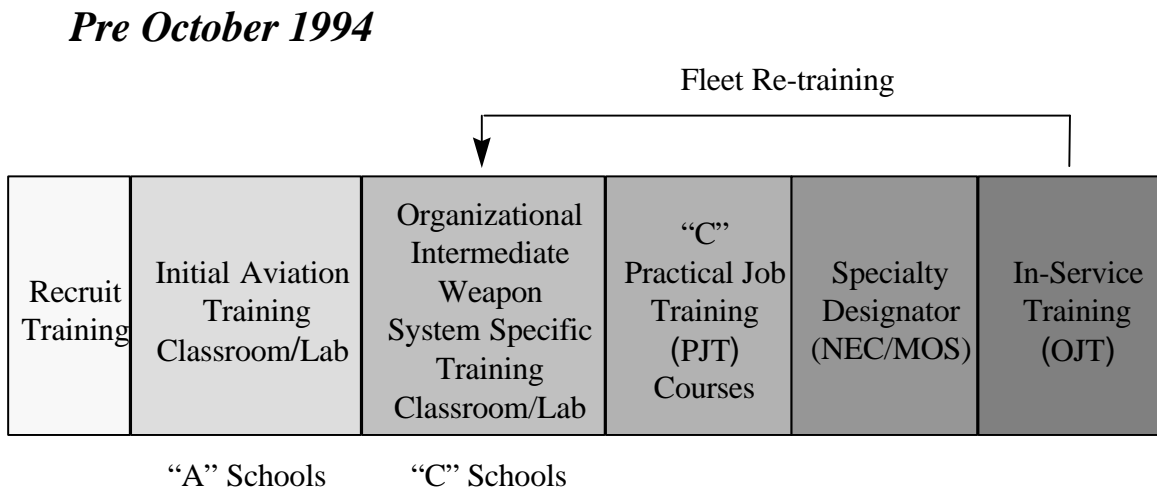 Pre October 1994
Fleet Re-training
Recruit
Training
Initial Aviation
Training
Classroom/Lab
Organizational
Intermediate
Weapon
System Specific
Training
Classroom/Lab
“C”
Practical Job
Training
(PJT)
Courses
Specialty
Designator
(NEC/MOS)
In-Service
Training
(OJT)
“A” Schools
“C” Schools